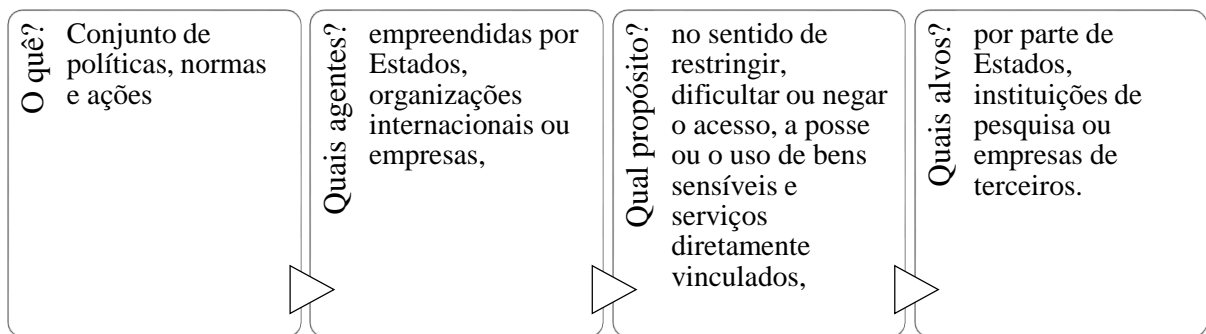 O quê?
Conjunto de
políticas, normas
e ações
Quais agentes?
empreendidas por
Estados,
organizações
internacionais ou
empresas,
Qual propósito?
no sentido de
restringir,
dificultar ou negar
o acesso, a posse
ou o uso de bens
sensíveis e
serviços
diretamente
vinculados,
Quais alvos?
por parte de
Estados,
instituições de
pesquisa ou
empresas de
terceiros.